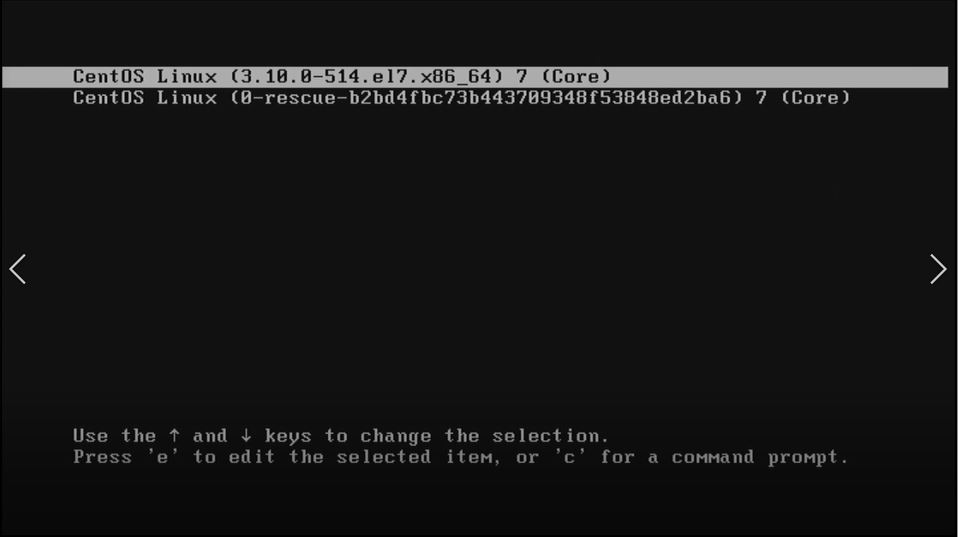 CentOS Linux (3.10.0-514.el7.x86_64) 7 (Core)
CentOS Linux (0-rescue-b2bd4fbc73b443709348f53848ed2ba6) 7 (Core)
Use the ↑ and ↓ keys to change the selection.
Press 'e' to edit the selected item, or 'c' for a command prompt.